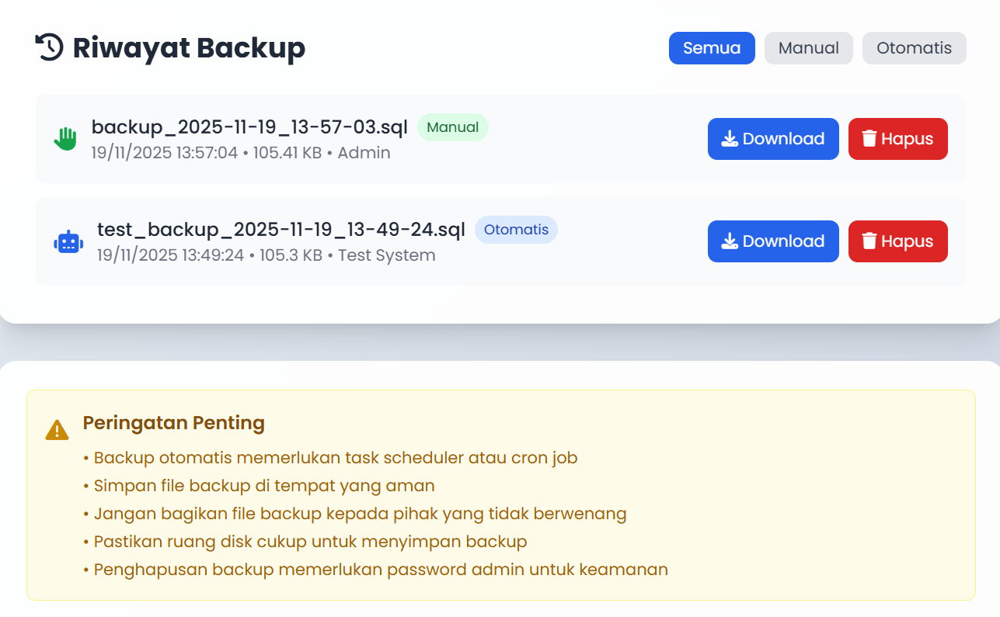 Riwayat Backup
Semua
Manual
Otomatis
backup_2025-11-19_13-57-03.sql
Manual
19/11/2025 13:57:04 • 105.41 KB • Admin
Download
Hapus
test_backup_2025-11-19_13-49-24.sql
Otomatis
19/11/2025 13:49:24 • 105.3 KB • Test System
Download
Hapus
Peringatan Penting
• Backup otomatis memerlukan task scheduler atau cron job
• Simpan file backup di tempat yang aman
• Jangan bagikan file backup kepada pihak yang tidak berwenang
• Pastikan ruang disk cukup untuk menyimpan backup
• Penghapusan backup memerlukan password admin untuk keamanan